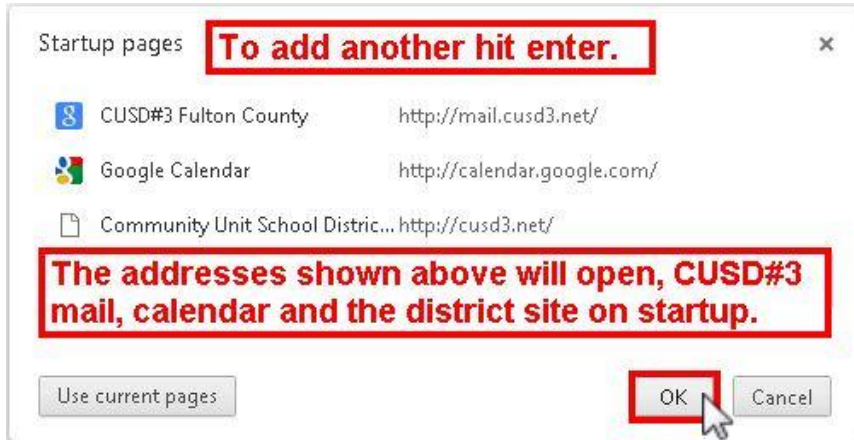 Startup pages To add another hit enter. ×
CUSD#3 Fulton County http://mail.cusd3.net/
Google Calendar http://calendar.google.com/
Community Unit School Distric... http://cusd3.net/
The addresses shown above will open, CUSD#3
mail, calendar and the district site on startup.
Use current pages OK Cancel